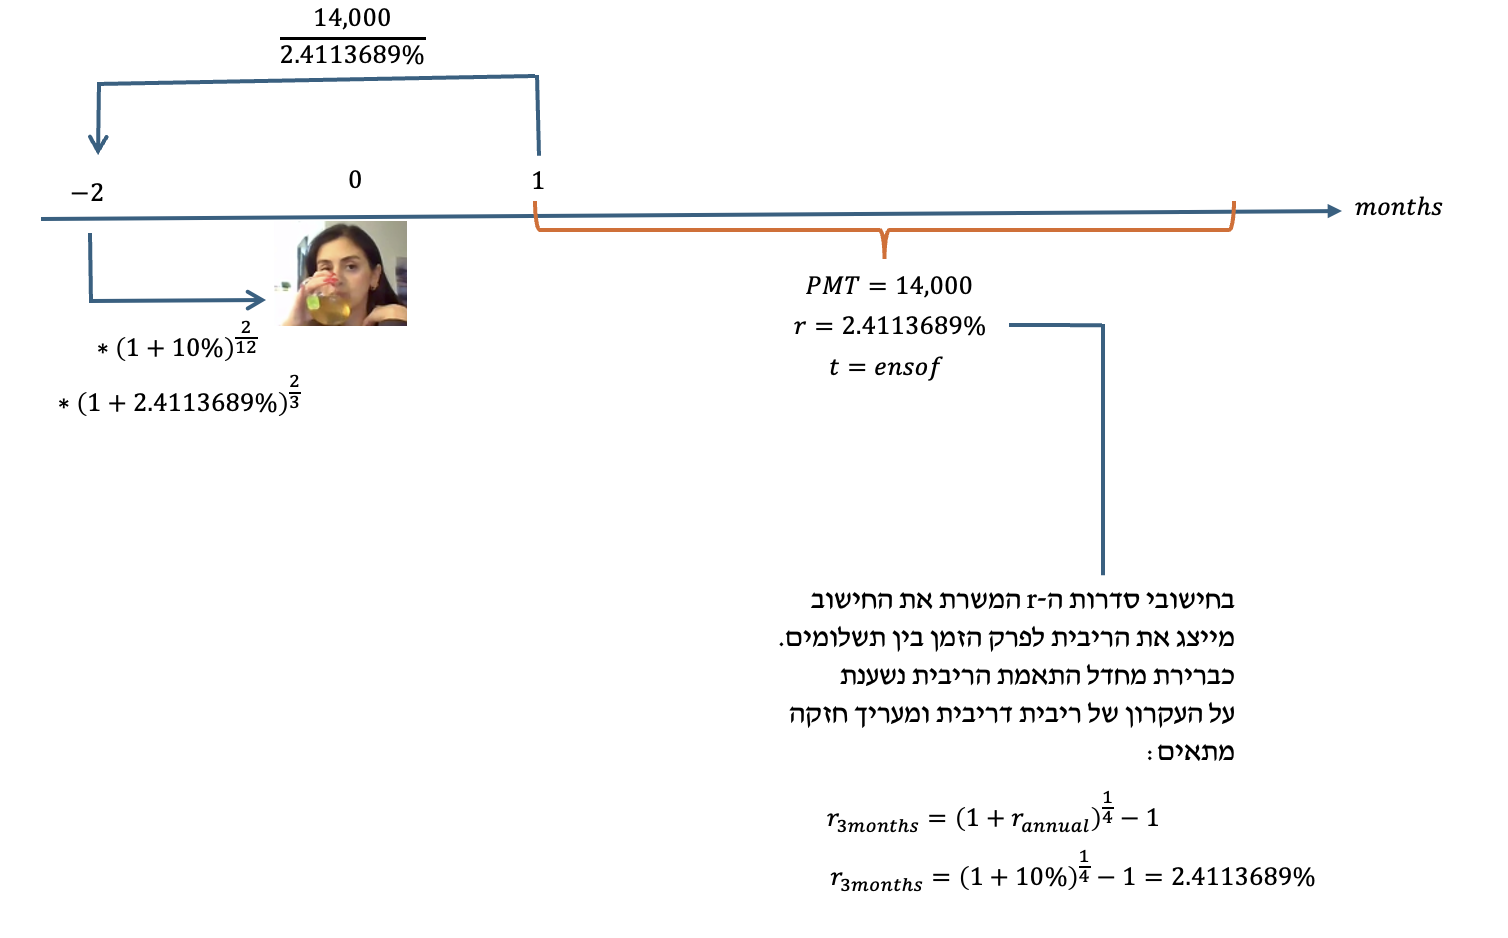 14,000
2.4113689%
−2
0
1
months
PMT = 14,000
r = 2.4113689%
t = ensof
∗ (1 + 10%)^(2/12)
∗ (1 + 2.4113689%)^(2/3)
בחישובי סדרות ה-r המשרת את החישוב
מייצג את הריבית לפרק הזמן בין תשלומים.
כברירת מחדל התאמת הריבית נשענת
על העקרון של ריבית דריבית ומעריך חזקה
מתאים:
r_3months = (1 + r_annual)^(1/4) − 1
r_3months = (1 + 10%)^(1/4) − 1 = 2.4113689%